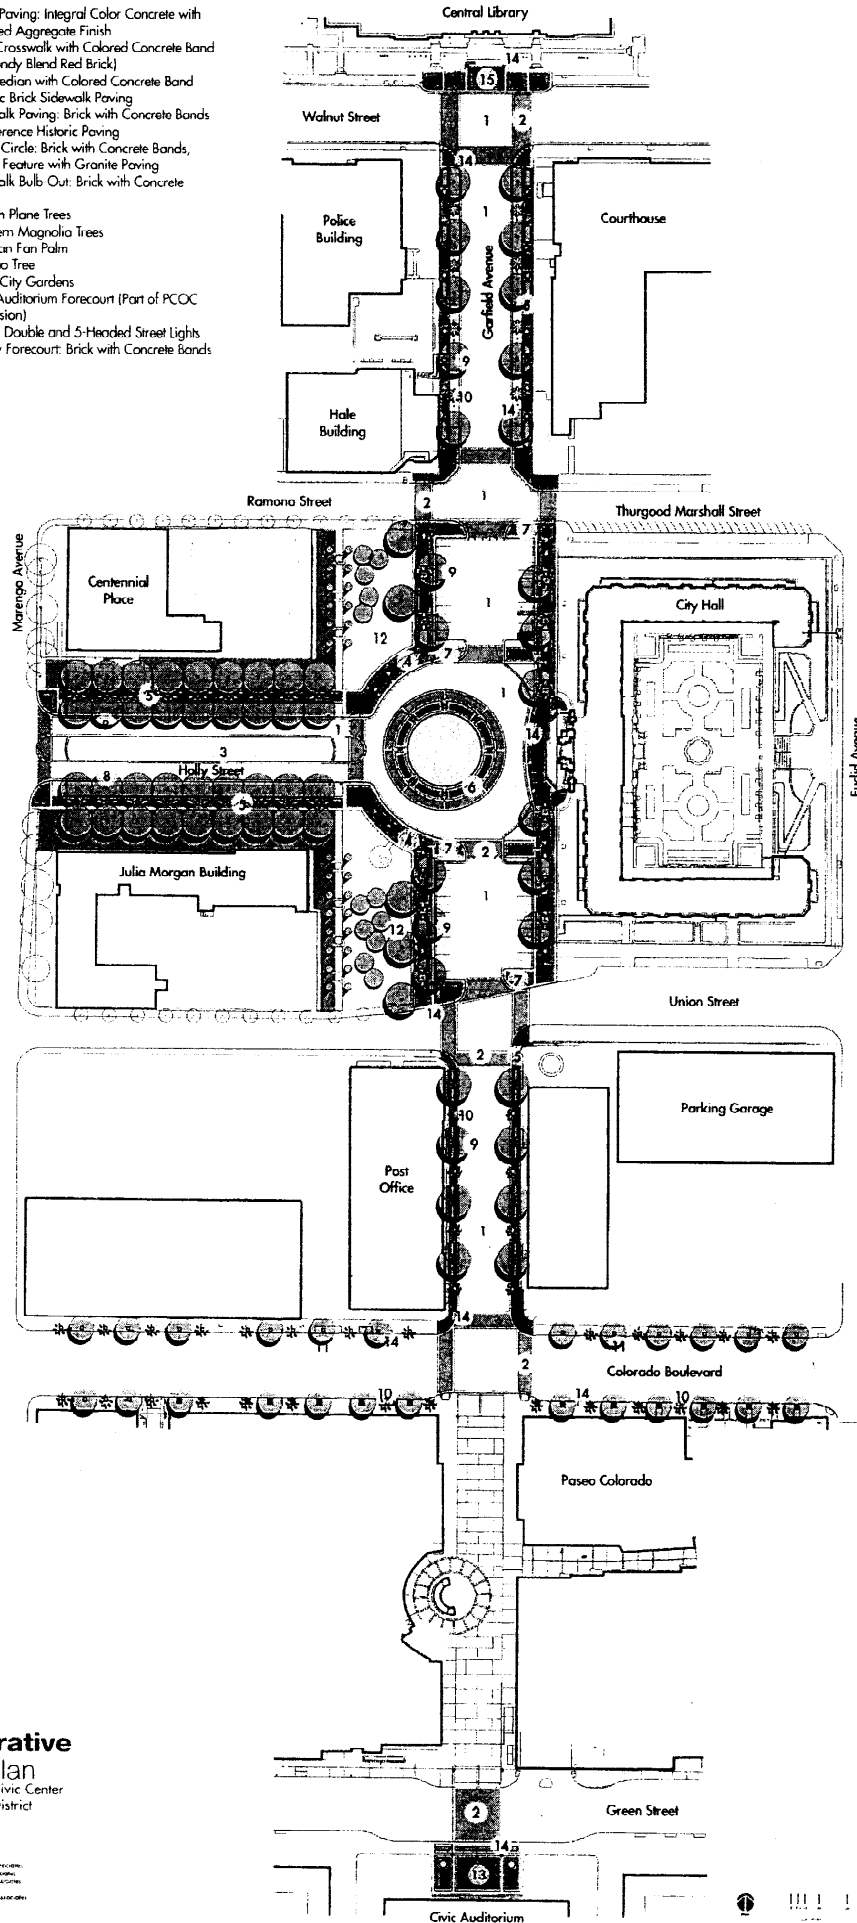 Paving: Integral Color Concrete with
ed Aggregate Finish
Crosswalk with Colored Concrete Band
ndy Blend Red Brick)
edian with Colored Concrete Band
ic Brick Sidewalk Paving
alk Paving: Brick with Concrete Bands
erence Historic Paving
Circle: Brick with Concrete Bands,
Feature with Granite Paving
alk Bulb-Out: Brick with Concrete
n Plane Trees
ern Magnolia Trees
an Fan Palm
o Tree
City Gardens
Auditorium Forecourt (Part of PCOC
sion)
Double and 5-Headed Street Lights
y Forecourt: Brick with Concrete Bands
Central Library
14
15
Walnut Street
1
2
14
Police
Building
1
Courthouse
Garfield Avenue
6
9
10
14
Hale
Building
Ramona Street
2
1
Thurgood Marshall Street
7
Marengo Avenue
Centennial
Place
9
1
City Hall
12
4
7
5
1
8
1
14
3
Holly Street
Euclid Avenue
8
5
6
4
7
2
Julia Morgan Building
1
12
9
7
14
Union Street
2
5
10
9
Parking Garage
Post
Office
1
14
14
11
11
2
Colorado Boulevard
10
14
10
Paseo Colorado
rative
lan
ivic Center
istrict
2
Green Street
14
13
Civic Auditorium